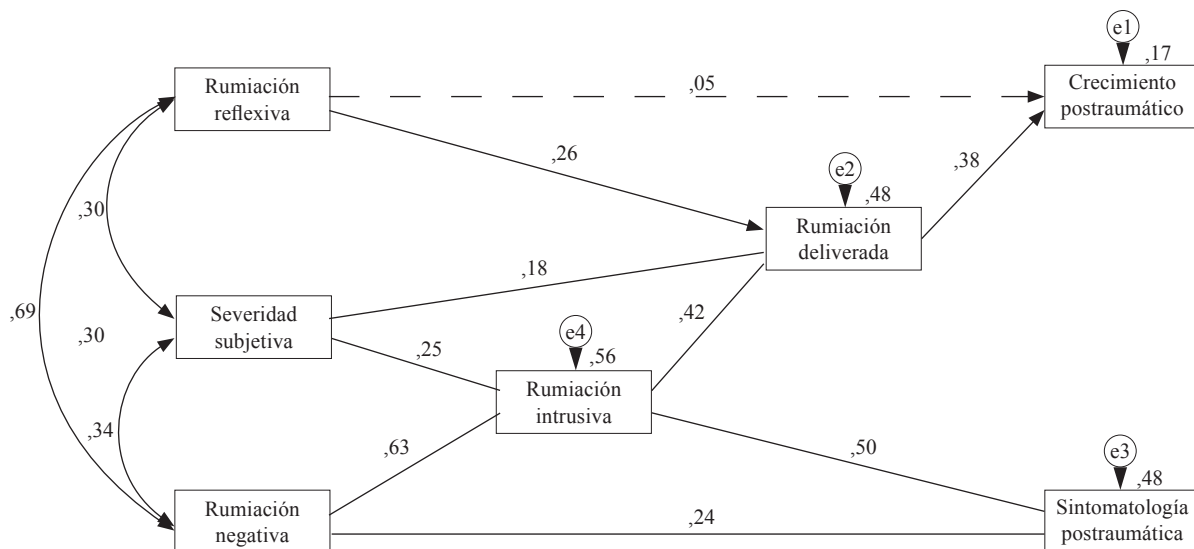 e1
,17
Rumiación
reflexiva
,05
Crecimiento
postraumático
,26
,38
e2
,48
,30
Rumiación
deliverada
,18
,69
,30
Severidad
subjetiva
,42
e4
,56
,25
Rumiación
intrusiva
,34
,63
,50
e3
,48
Rumiación
negativa
,24
Sintomatología
postraumática